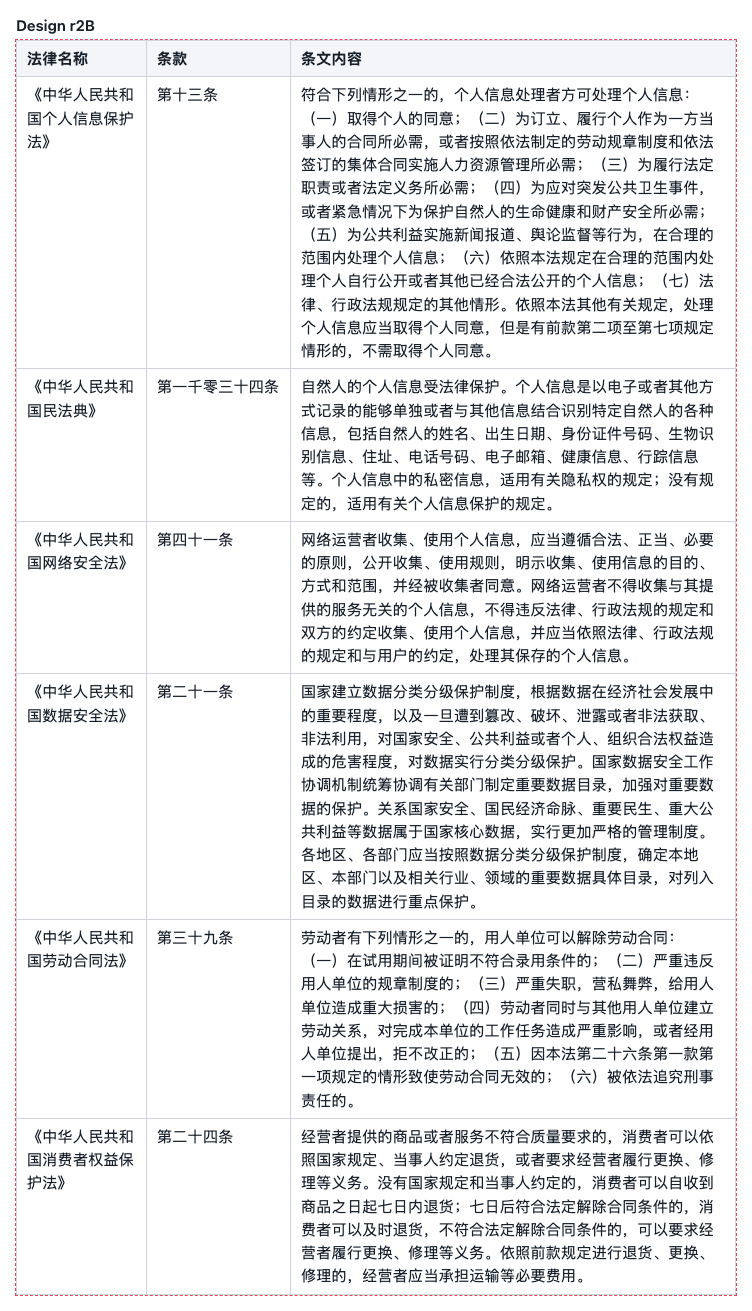 Design r2B
法律名称 条款 条文内容
《中华人民共和
国个人信息保护
法》
第十三条
符合下列情形之一的，个人信息处理者方可处理个人信息：
（一）取得个人的同意；（二）为订立、履行个人作为一方当
事人的合同所必需，或者按照依法制定的劳动规章制度和依法
签订的集体合同实施人力资源管理所必需；（三）为履行法定
职责或者法定义务所必需；（四）为应对突发公共卫生事件，
或者紧急情况下为保护自然人的生命健康和财产安全所必需；
（五）为公共利益实施新闻报道、舆论监督等行为，在合理的
范围内处理个人信息；（六）依照本法规定在合理的范围内处
理个人自行公开或者其他已经合法公开的个人信息；（七）法
律、行政法规规定的其他情形。依照本法其他有关规定，处理
个人信息应当取得个人同意，但是有前款第二项至第七项规定
情形的，不需取得个人同意。
《中华人民共和
国民法典》
第一千零三十四条
自然人的个人信息受法律保护。个人信息是以电子或者其他方
式记录的能够单独或者与其他信息结合识别特定自然人的各种
信息，包括自然人的姓名、出生日期、身份证件号码、生物识
别信息、住址、电话号码、电子邮箱、健康信息、行踪信息
等。个人信息中的私密信息，适用有关隐私权的规定；没有规
定的，适用有关个人信息保护的规定。
《中华人民共和
国网络安全法》
第四十一条
网络运营者收集、使用个人信息，应当遵循合法、正当、必要
的原则，公开收集、使用规则，明示收集、使用信息的目的、
方式和范围，并经被收集者同意。网络运营者不得收集与其提
供的服务无关的个人信息，不得违反法律、行政法规的规定和
双方的约定收集、使用个人信息，并应当依照法律、行政法规
的规定和与用户的约定，处理其保存的个人信息。
《中华人民共和
国数据安全法》
第二十一条
国家建立数据分类分级保护制度，根据数据在经济社会发展中
的重要程度，以及一旦遭到篡改、破坏、泄露或者非法获取、
非法利用，对国家安全、公共利益或者个人、组织合法权益造
成的危害程度，对数据实行分类分级保护。国家数据安全工作
协调机制统筹协调有关部门制定重要数据目录，加强对重要数
据的保护。关系国家安全、国民经济命脉、重要民生、重大公
共利益等数据属于国家核心数据，实行更加严格的管理制度。
各地区、各部门应当按照数据分类分级保护制度，确定本地
区、本部门以及相关行业、领域的重要数据具体目录，对列入
目录的数据进行重点保护。
《中华人民共和
国劳动合同法》
第三十九条
劳动者有下列情形之一的，用人单位可以解除劳动合同：
（一）在试用期间被证明不符合录用条件的；（二）严重违反
用人单位的规章制度的；（三）严重失职，营私舞弊，给用人
单位造成重大损害的；（四）劳动者同时与其他用人单位建立
劳动关系，对完成本单位的工作任务造成严重影响，或者经用
人单位提出，拒不改正的；（五）因本法第二十六条第一款第
一项规定的情形致使劳动合同无效的；（六）被依法追究刑事
责任的。
《中华人民共和
国消费者权益保
护法》
第二十四条
经营者提供的商品或者服务不符合质量要求的，消费者可以依
照国家规定、当事人约定退货，或者要求经营者履行更换、修
理等义务。没有国家规定和当事人约定的，消费者可以自收到
商品之日起七日内退货；七日后符合法定解除合同条件的，消
费者可以及时退货，不符合法定解除合同条件的，可以要求经
营者履行更换、修理等义务。依照前款规定进行退货、更换、
修理的，经营者应当承担运输等必要费用。